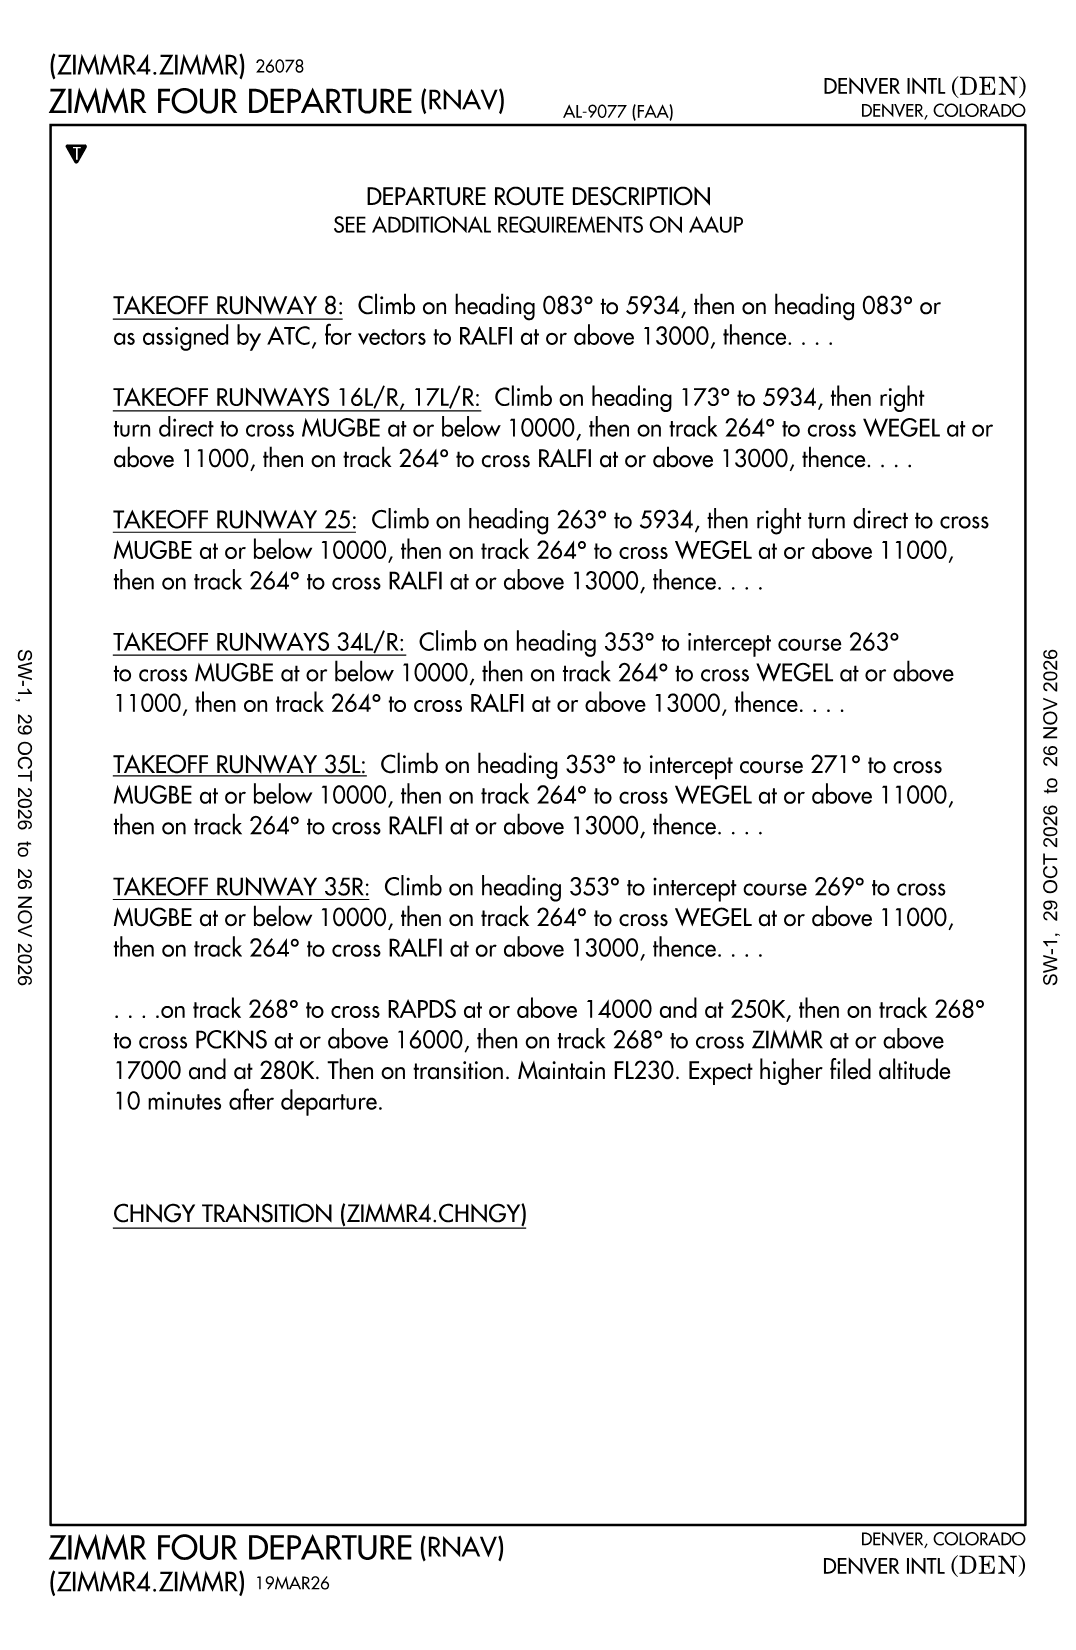 (ZIMMR4.ZIMMR) 26078
ZIMMR FOUR DEPARTURE (RNAV)
AL-9077 (FAA)
DENVER INTL (DEN)
DENVER, COLORADO
T
DEPARTURE ROUTE DESCRIPTION
SEE ADDITIONAL REQUIREMENTS ON AAUP
TAKEOFF RUNWAY 8: Climb on heading 083° to 5934, then on heading 083° or
as assigned by ATC, for vectors to RALFI at or above 13000, thence. . . .
TAKEOFF RUNWAYS 16L/R, 17L/R: Climb on heading 173° to 5934, then right
turn direct to cross MUGBE at or below 10000, then on track 264° to cross WEGEL at or
above 11000, then on track 264° to cross RALFI at or above 13000, thence. . . .
TAKEOFF RUNWAY 25: Climb on heading 263° to 5934, then right turn direct to cross
MUGBE at or below 10000, then on track 264° to cross WEGEL at or above 11000,
then on track 264° to cross RALFI at or above 13000, thence. . . .
TAKEOFF RUNWAYS 34L/R: Climb on heading 353° to intercept course 263°
to cross MUGBE at or below 10000, then on track 264° to cross WEGEL at or above
11000, then on track 264° to cross RALFI at or above 13000, thence. . . .
TAKEOFF RUNWAY 35L: Climb on heading 353° to intercept course 271° to cross
MUGBE at or below 10000, then on track 264° to cross WEGEL at or above 11000,
then on track 264° to cross RALFI at or above 13000, thence. . . .
TAKEOFF RUNWAY 35R: Climb on heading 353° to intercept course 269° to cross
MUGBE at or below 10000, then on track 264° to cross WEGEL at or above 11000,
then on track 264° to cross RALFI at or above 13000, thence. . . .
. . . .on track 268° to cross RAPDS at or above 14000 and at 250K, then on track 268°
to cross PCKNS at or above 16000, then on track 268° to cross ZIMMR at or above
17000 and at 280K. Then on transition. Maintain FL230. Expect higher filed altitude
10 minutes after departure.
CHNGY TRANSITION (ZIMMR4.CHNGY)
SW-1, 29 OCT 2026 to 26 NOV 2026
SW-1, 29 OCT 2026 to 26 NOV 2026
ZIMMR FOUR DEPARTURE (RNAV)
(ZIMMR4.ZIMMR) 19MAR26
DENVER, COLORADO
DENVER INTL (DEN)